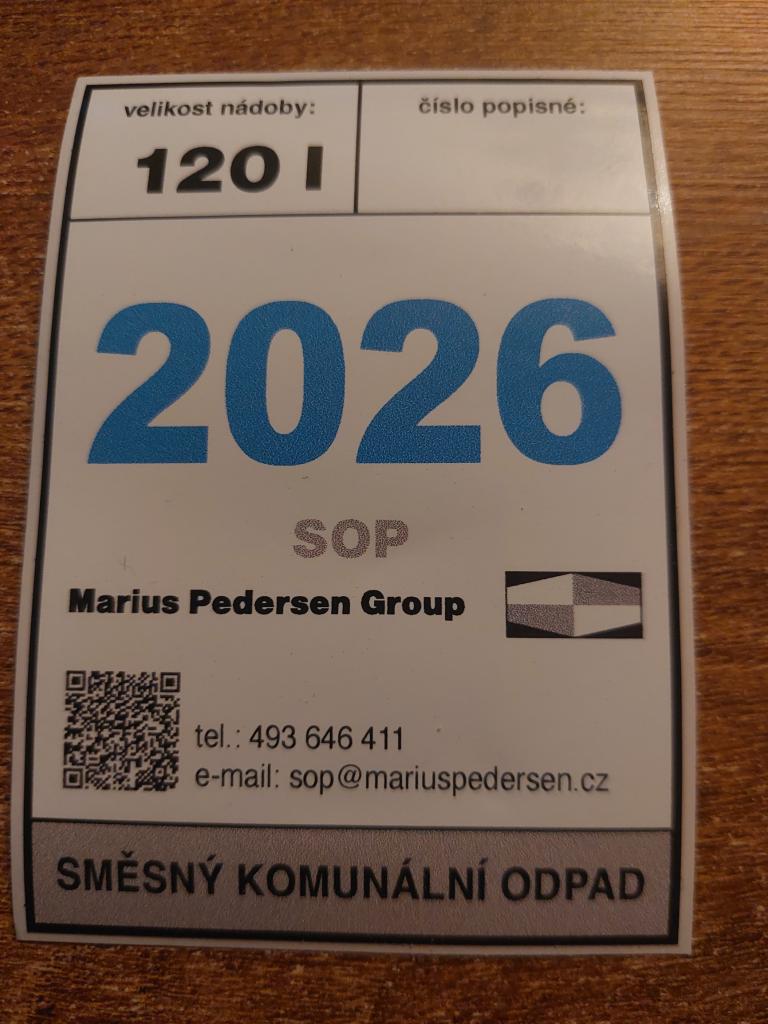 velikost nádoby:
120 l
číslo popisné:
2026
SOP
Marius Pedersen Group
tel.: 493 646 411
e-mail: sop@mariuspedersen.cz
SMĚSNÝ KOMUNÁLNÍ ODPAD